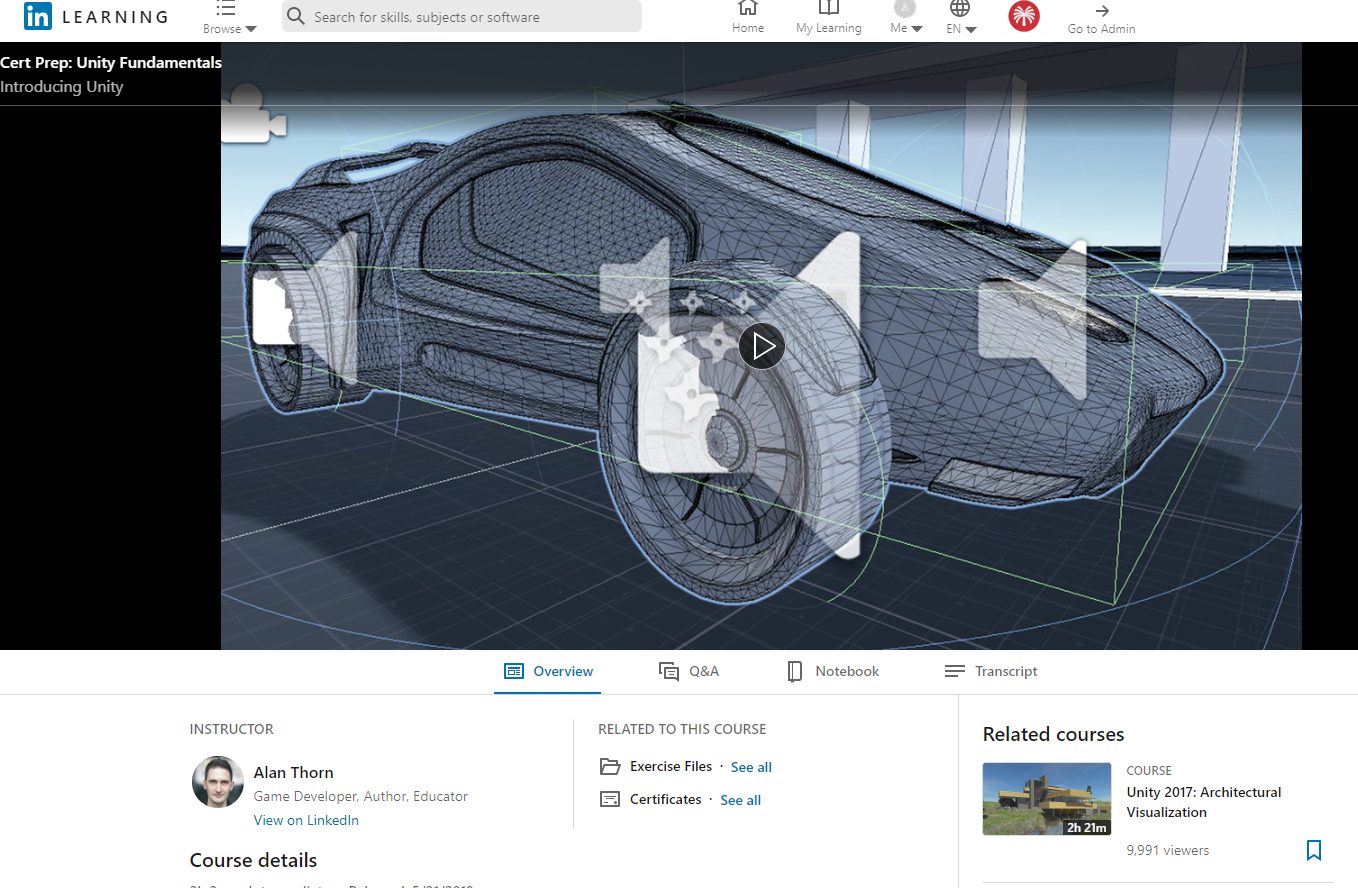 in LEARNING
Browse
Search for skills, subjects or software
Home
My Learning
Me
EN
Go to Admin
Cert Prep: Unity Fundamentals
Introducing Unity
Overview
Q&A
Notebook
Transcript
INSTRUCTOR
Alan Thorn
Game Developer, Author, Educator
View on LinkedIn
Course details
RELATED TO THIS COURSE
Exercise Files · See all
Certificates · See all
Related courses
COURSE
Unity 2017: Architectural
Visualization
2h 21m
9,991 viewers